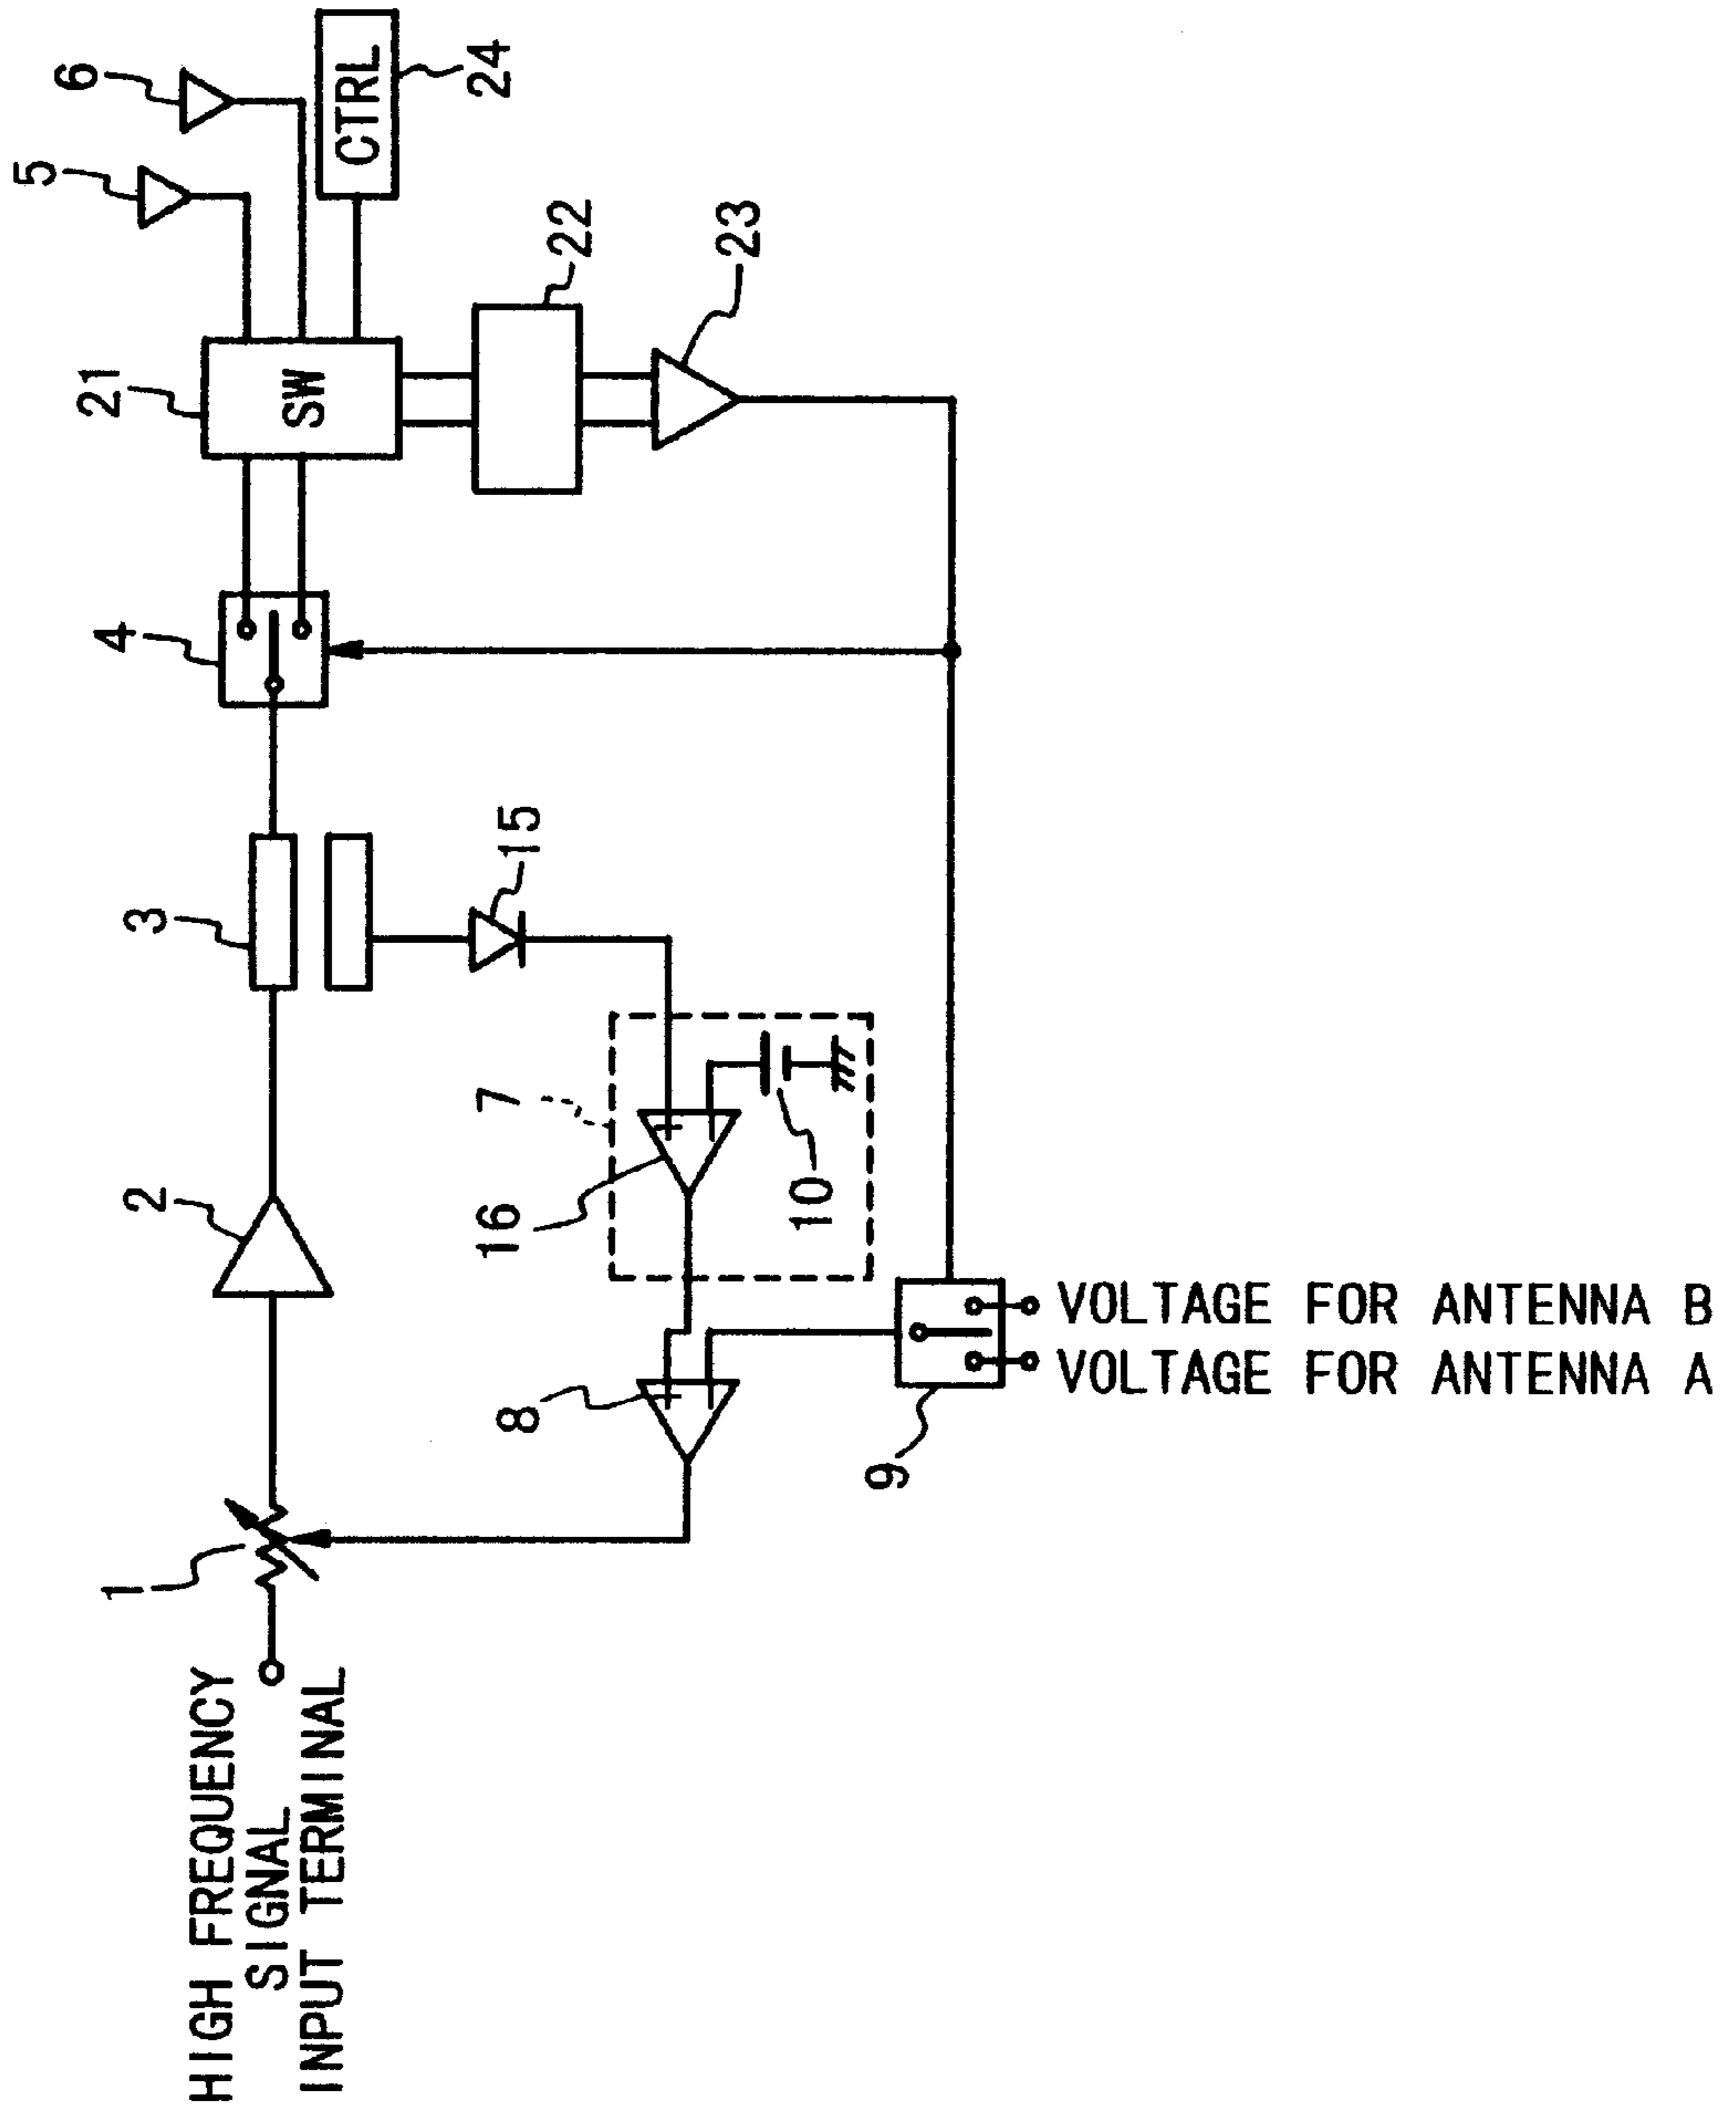 HIGH FREQUENCY
SIGNAL
INPUT TERMINAL
1
2
3
4
21
SW
5
6
CTRL
24
22
23
15
7
16
10
8
9
VOLTAGE FOR ANTENNA B
VOLTAGE FOR ANTENNA A